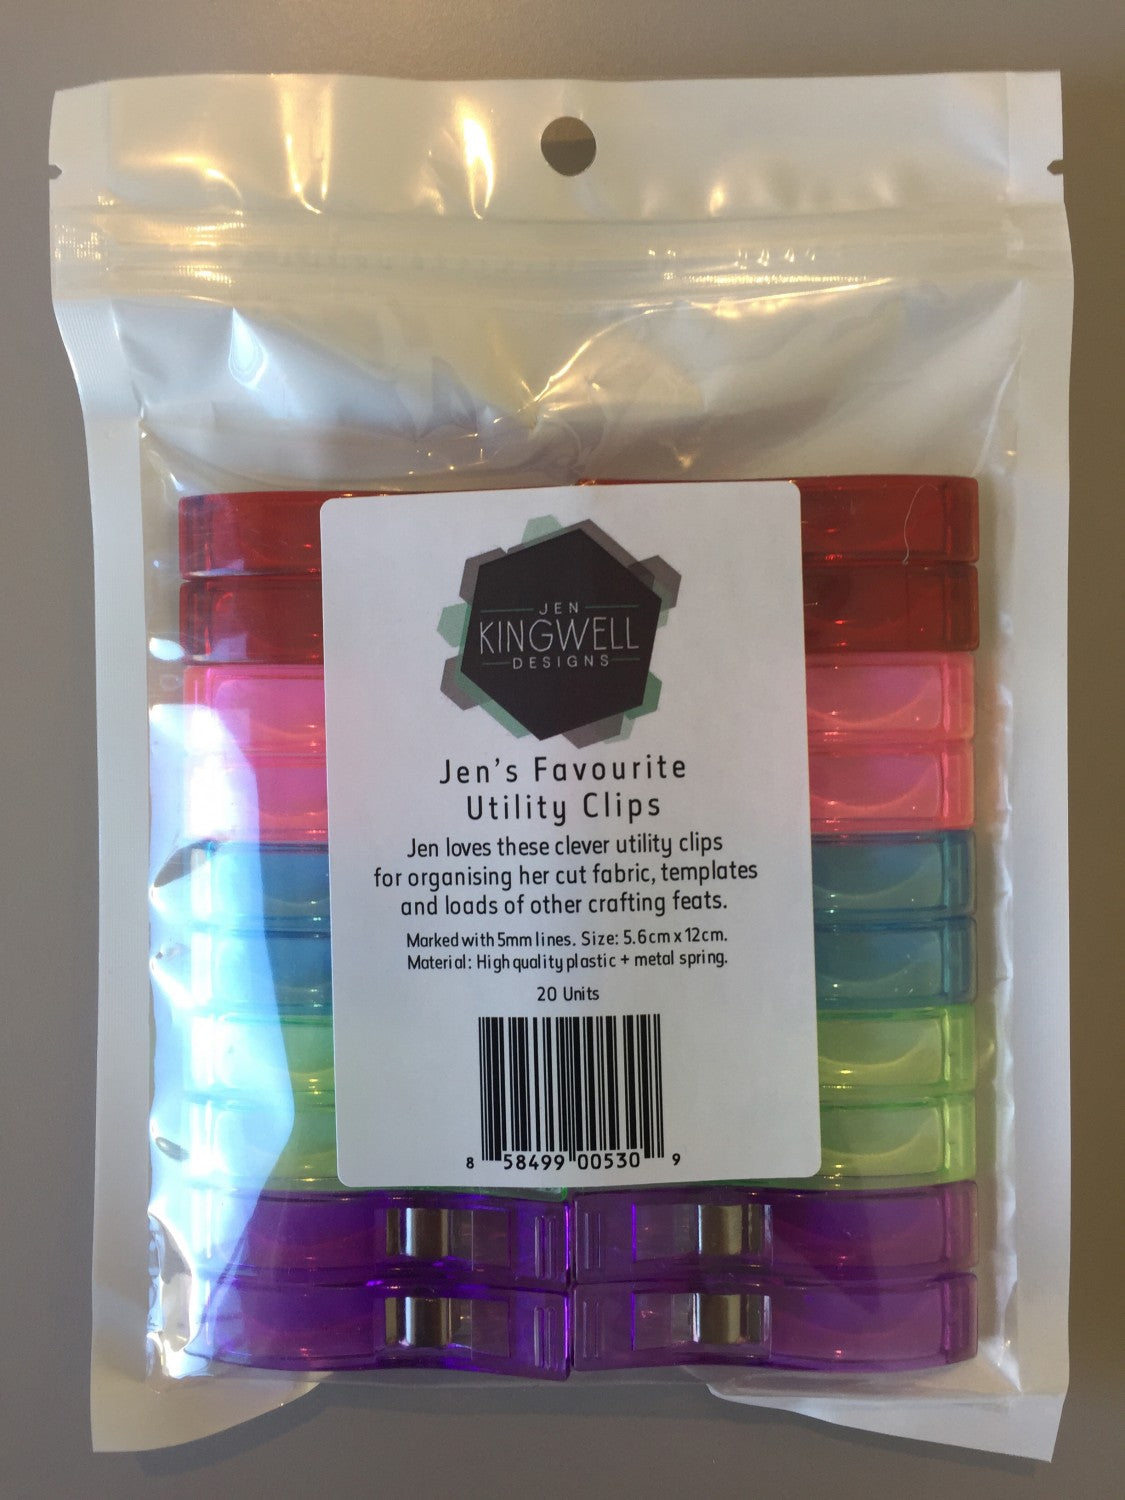 JEN
KINGWELL
DESIGNS
Jen's Favourite
Utility Clips
Jen loves these clever utility clips
for organising her cut fabric, templates
and loads of other crafting feats.
Marked with 5mm lines. Size: 5.6cm x 12cm.
Material: High quality plastic + metal spring.
20 Units
8 58499 00530 9